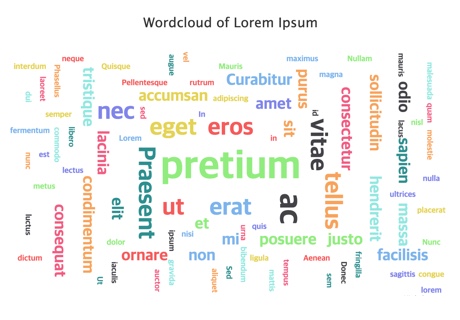 Wordcloud of Lorem Ipsum
neque
augue
vel
maximus
Nullam
mauris
malesuada
interdum
Phasellus
Quisque
Mauris
laoreet
tristique
Pellentesque
rutrum
Curabitur
purus
magna
sollicitudin
odio
dui
accumsan
adipiscing
amet
consectetur
quam
semper
nec
sed
In
id
lacus
nisl
fermentum
commodo
libero
lacinia
Lorem
eget
eros
in
sit
vitae
sapien
molestie
nunc
est
lectus
Praesent
pretium
nulla
metus
condimentum
elit
ut
erat
ac
tellus
hendrerit
ultrices
massa
placerat
luctus
consequat
et
quis
dolor
ipsum
nisi
mi
urna
posuere
justo
Nunc
dictum
Ut
iaculis
ornare
auctor
gravida
non
aliquet
Sed
bibendum
ligula
mattis
tempus
Aenean
sem
Donec
fringilla
facilisis
sagittis
congue
lorem